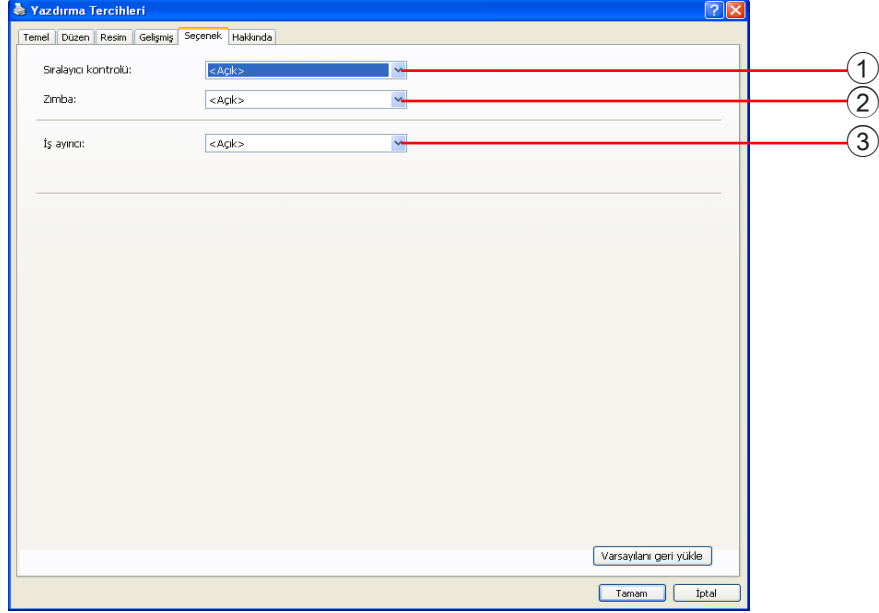 Yazdırma Tercihleri
Temel Düzen Resim Gelişmiş Seçenek Hakkında
Sıralayıcı kontrolü: <Açık> 1
Zımba: <Açık> 2
İş ayırıcı: <Açık> 3
Varsayılanı geri yükle
Tamam İptal